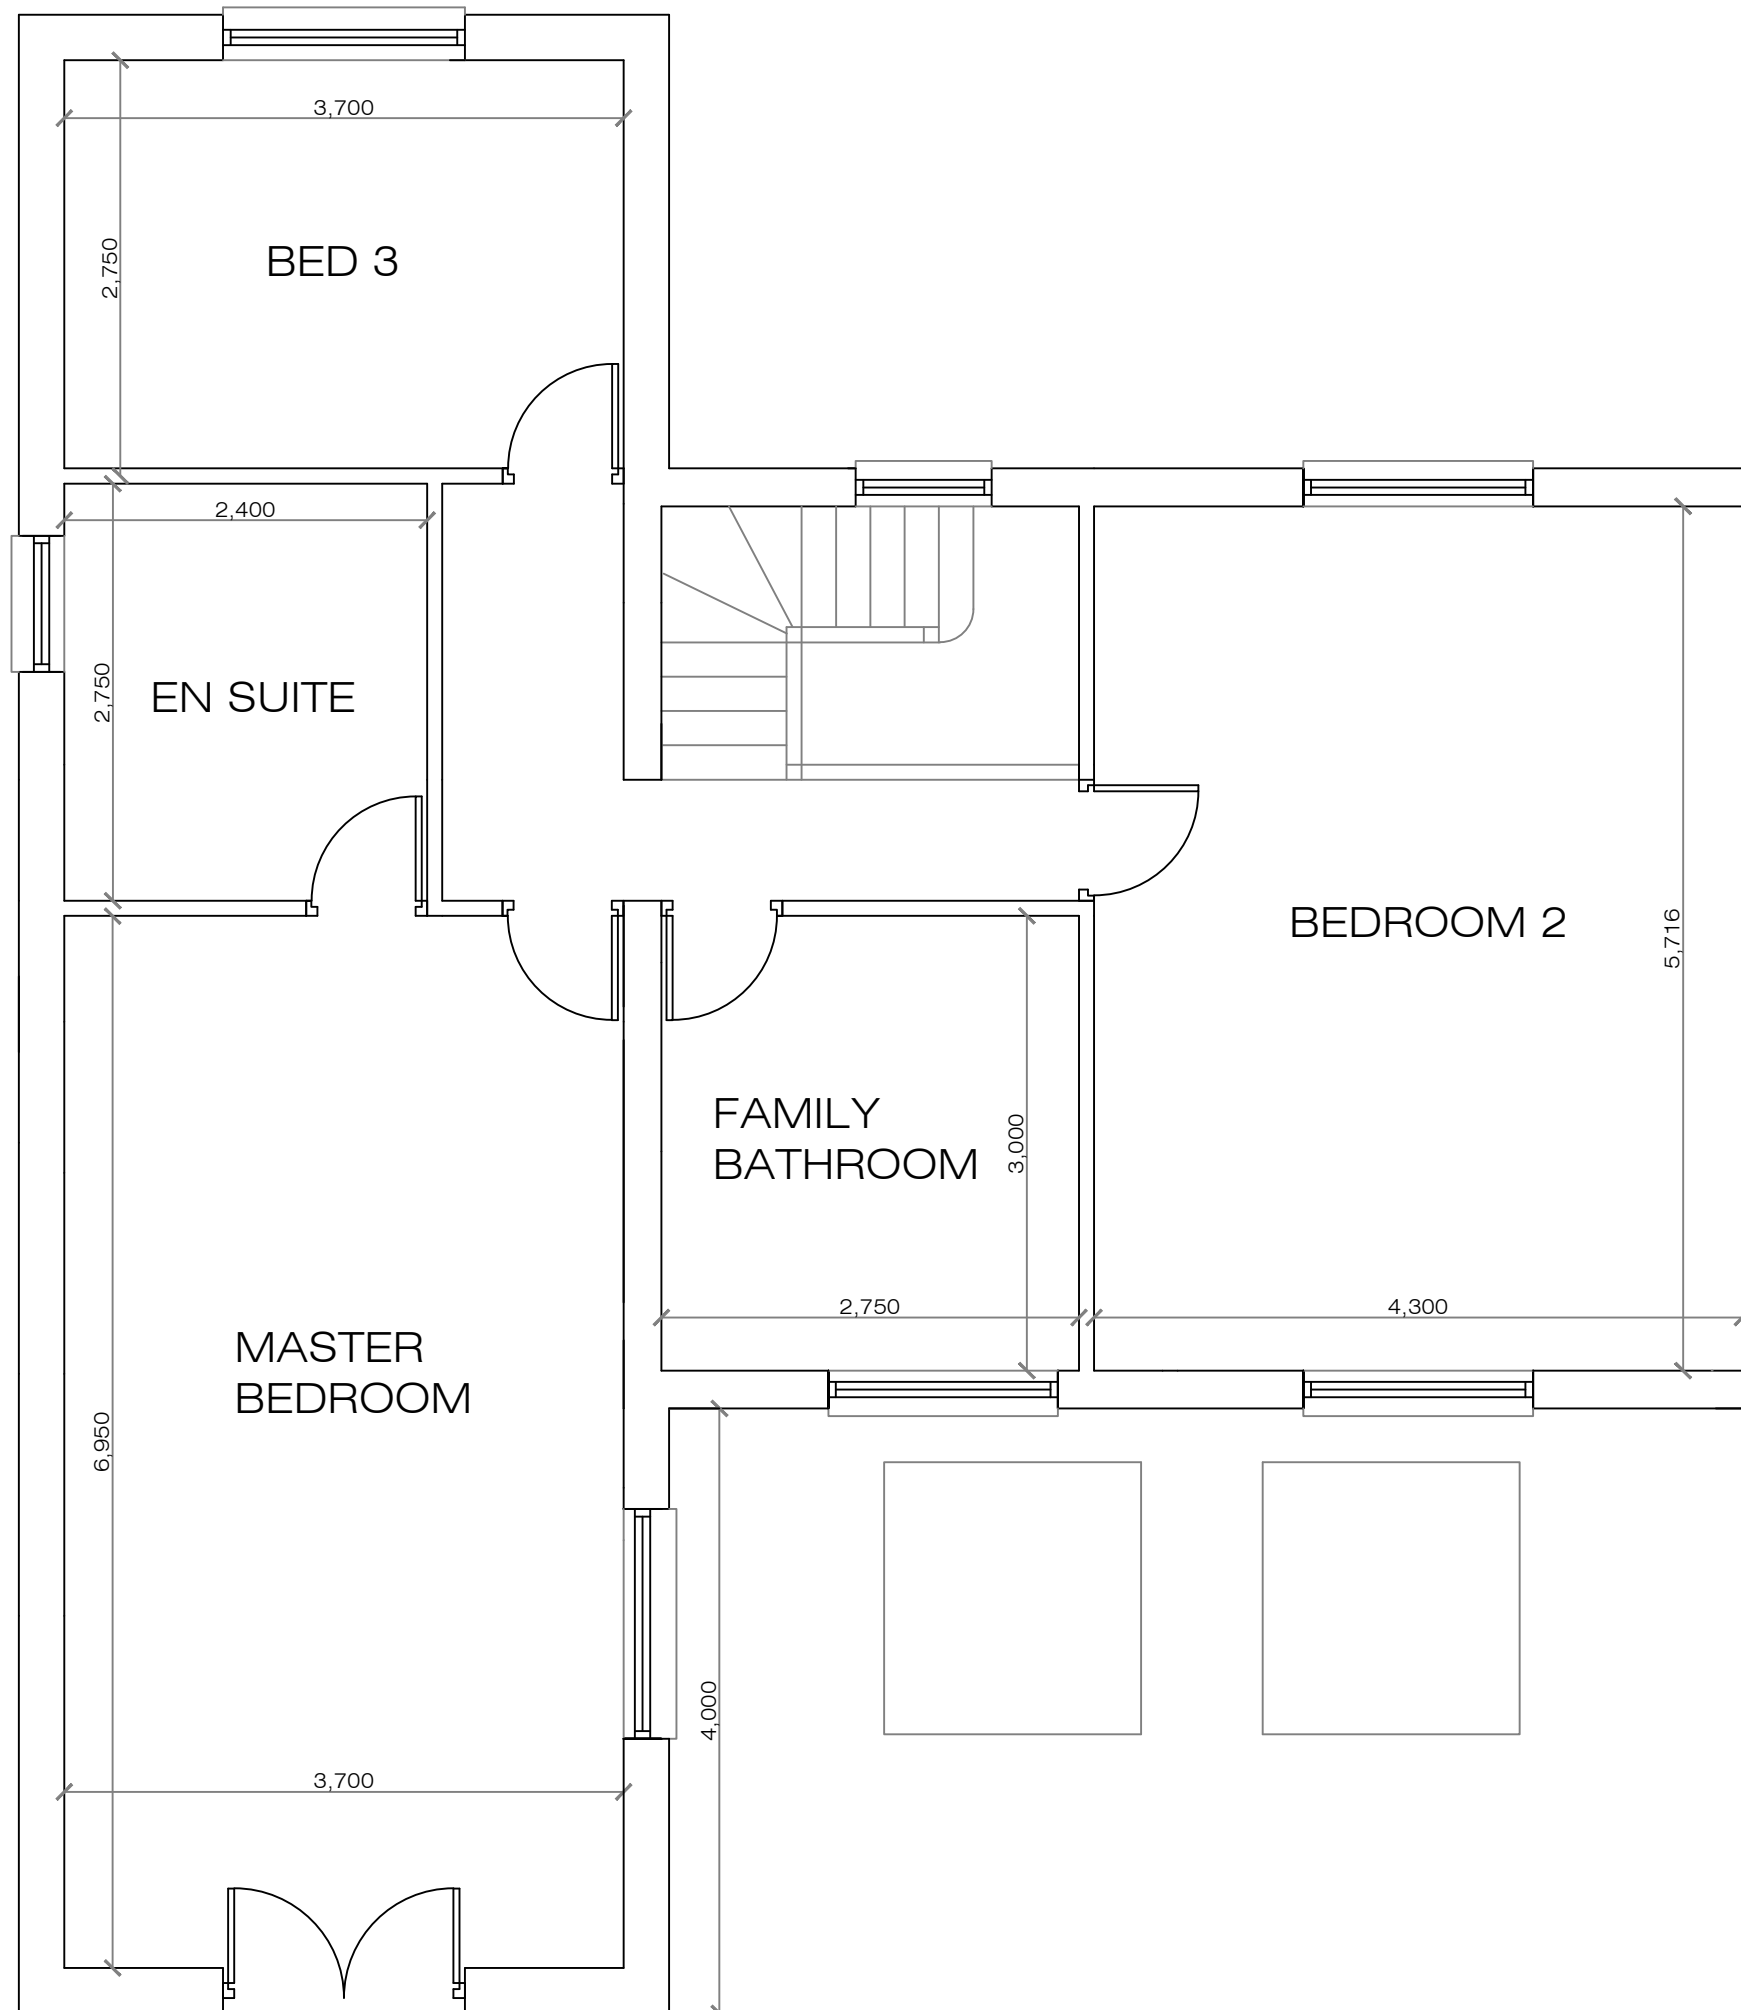 3,700
2,750
BED 3
2,400
2,750
EN SUITE
BEDROOM 2
5,716
FAMILY
BATHROOM
3,000
2,750
4,300
MASTER
BEDROOM
6,950
4,000
3,700